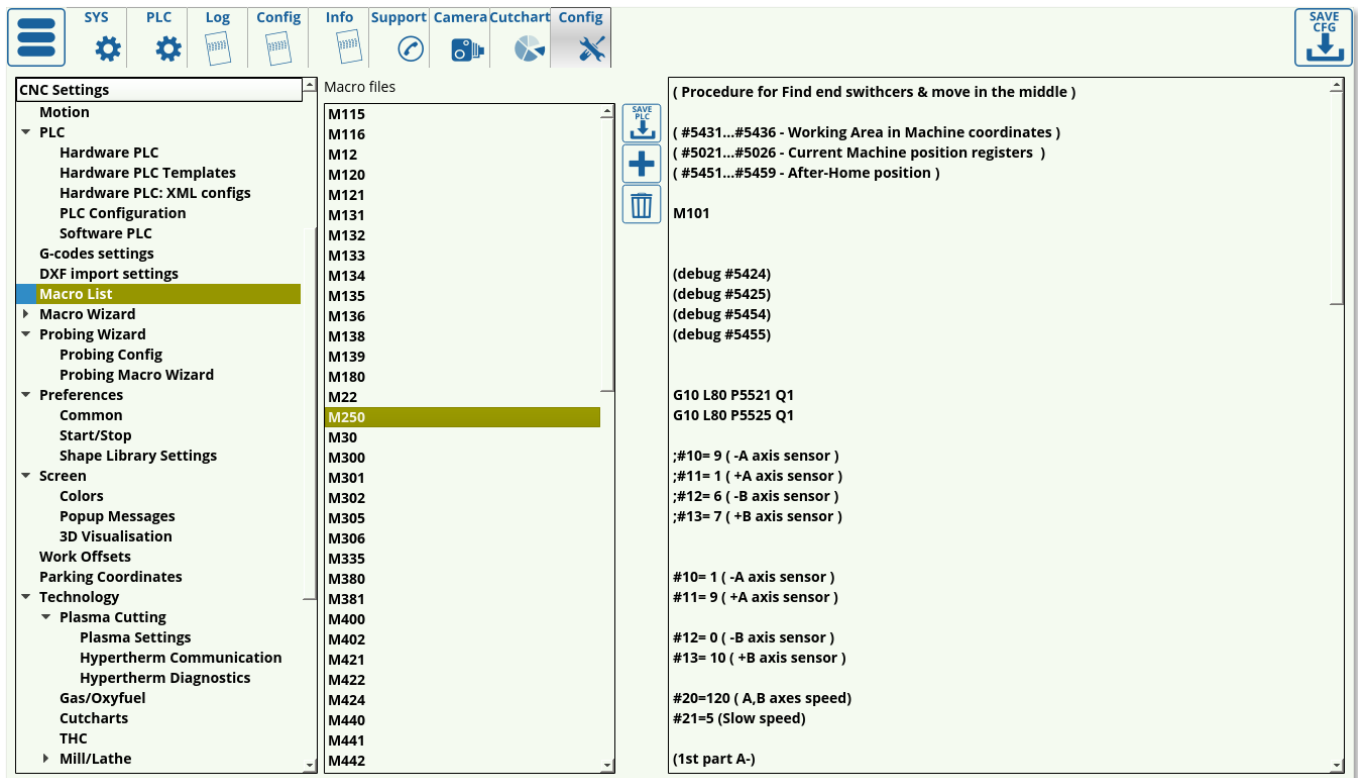 SYS PLC Log Config Info Support Camera Cutchart Config
SAVE CFG
CNC Settings
Motion
PLC
Hardware PLC
Hardware PLC Templates
Hardware PLC: XML configs
PLC Configuration
Software PLC
G-codes settings
DXF import settings
Macro List
Macro Wizard
Probing Wizard
Probing Config
Probing Macro Wizard
Preferences
Common
Start/Stop
Shape Library Settings
Screen
Colors
Popup Messages
3D Visualisation
Work Offsets
Parking Coordinates
Technology
Plasma Cutting
Plasma Settings
Hypertherm Communication
Hypertherm Diagnostics
Gas/Oxyfuel
Cutcharts
THC
Mill/Lathe
Macro files
M115
M116
M12
M120
M121
M131
M132
M133
M134
M135
M136
M138
M139
M180
M22
M250
M30
M300
M301
M302
M305
M306
M335
M380
M381
M400
M402
M421
M422
M424
M440
M441
M442
SAVE PLC
( Procedure for Find end swithcers & move in the middle )
( #5431...#5436 - Working Area in Machine coordinates )
( #5021...#5026 - Current Machine position registers )
( #5451...#5459 - After-Home position )
M101
(debug #5424)
(debug #5425)
(debug #5454)
(debug #5455)
G10 L80 P5521 Q1
G10 L80 P5525 Q1
;#10= 9 ( -A axis sensor )
;#11= 1 ( +A axis sensor )
;#12= 6 ( -B axis sensor )
;#13= 7 ( +B axis sensor )
#10= 1 ( -A axis sensor )
#11= 9 ( +A axis sensor )
#12= 0 ( -B axis sensor )
#13= 10 ( +B axis sensor )
#20=120 ( A,B axes speed)
#21=5 (Slow speed)
(1st part A-)